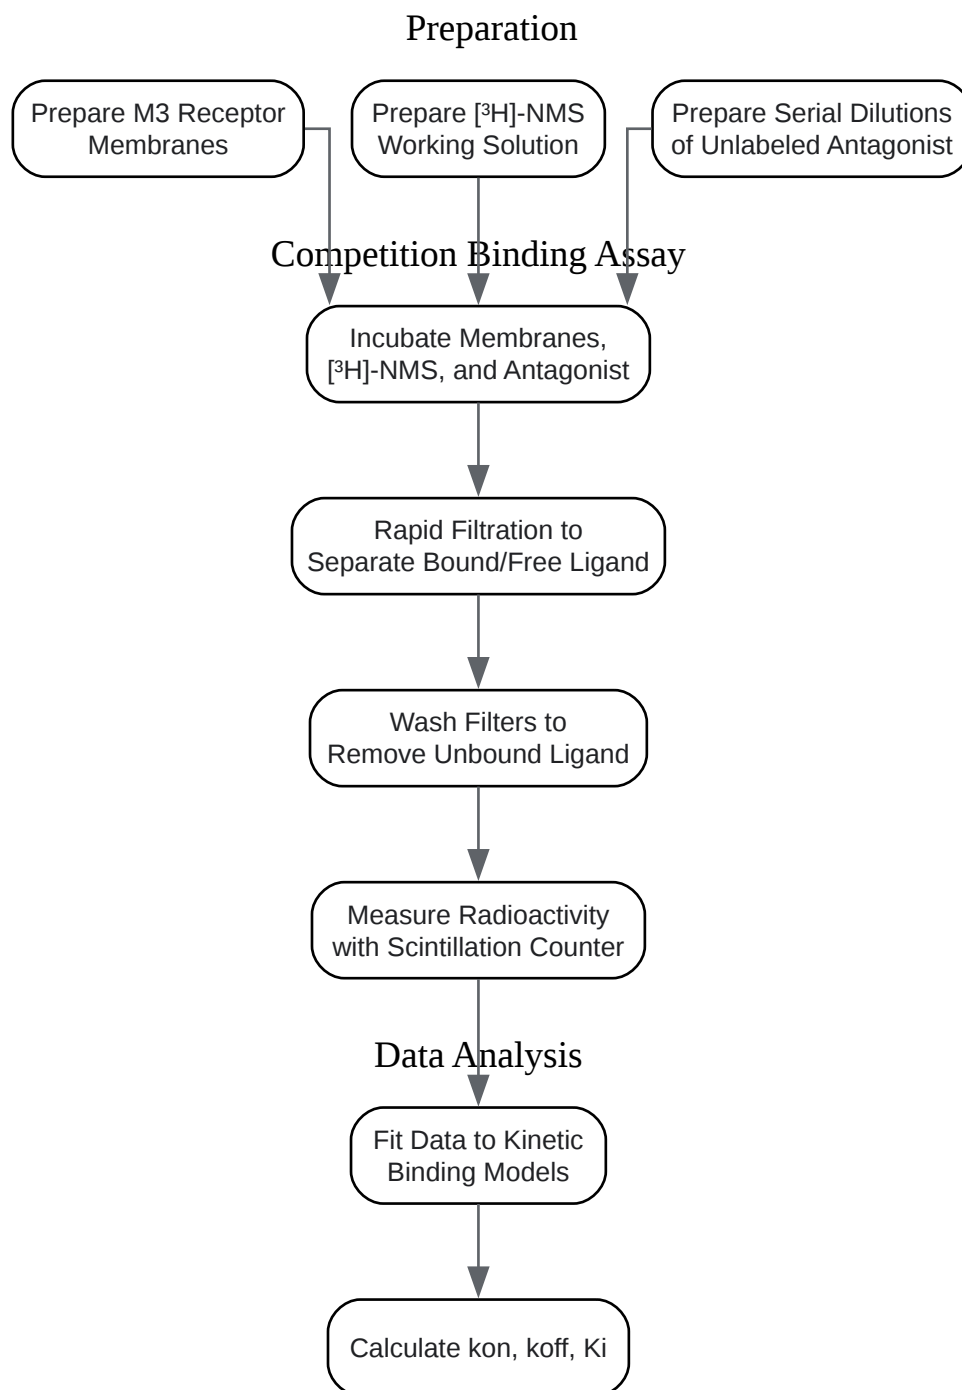 Preparation
Prepare M3 Receptor
Membranes
Prepare [³H]-NMS
Working Solution
Prepare Serial Dilutions
of Unlabeled Antagonist
Competition Binding Assay
Incubate Membranes,
[³H]-NMS, and Antagonist
Rapid Filtration to
Separate Bound/Free Ligand
Wash Filters to
Remove Unbound Ligand
Measure Radioactivity
with Scintillation Counter
Data Analysis
Fit Data to Kinetic
Binding Models
Calculate kon, koff, Ki